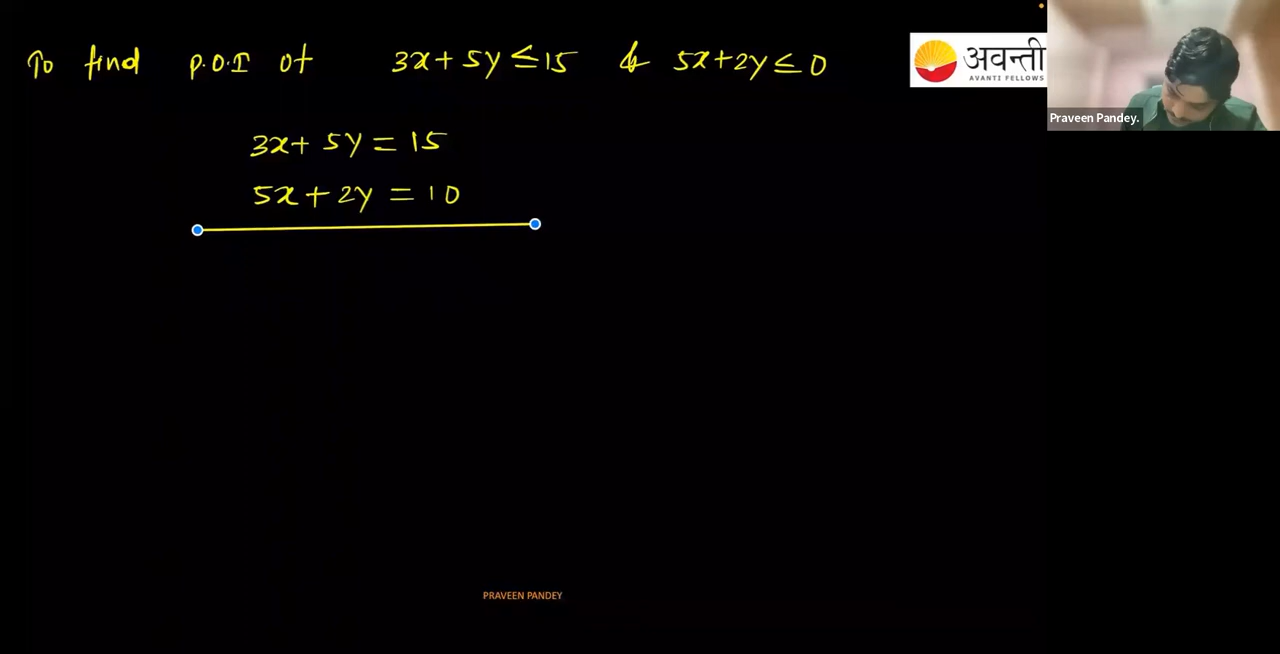 To find P.O.I of 3x + 5y ≤ 15 & 5x + 2y ≤ 0
अवन्ती
AVANTI FELLOWS
Praveen Pandey.
3x + 5y = 15
5x + 2y = 10
PRAVEEN PANDEY